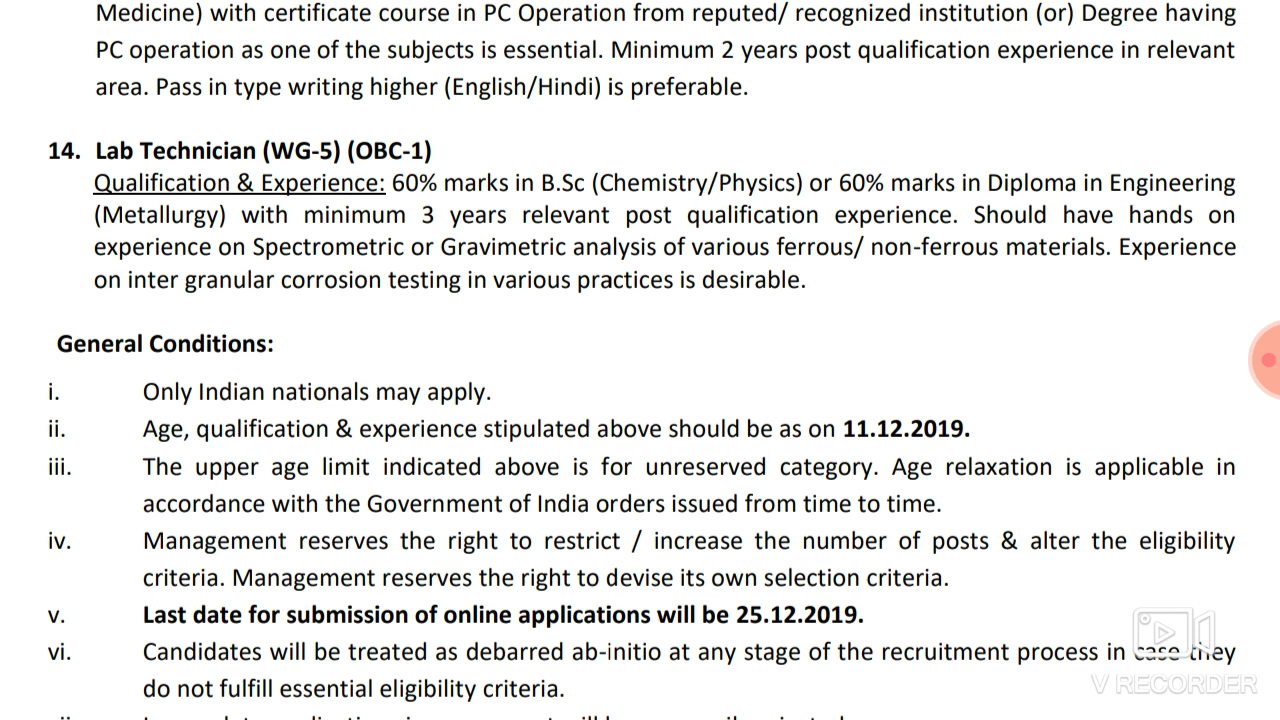 Medicine) with certificate course in PC Operation from reputed/ recognized institution (or) Degree having
PC operation as one of the subjects is essential. Minimum 2 years post qualification experience in relevant
area. Pass in type writing higher (English/Hindi) is preferable.
14. Lab Technician (WG-5) (OBC-1)
Qualification & Experience: 60% marks in B.Sc (Chemistry/Physics) or 60% marks in Diploma in Engineering
(Metallurgy) with minimum 3 years relevant post qualification experience. Should have hands on
experience on Spectrometric or Gravimetric analysis of various ferrous/ non-ferrous materials. Experience
on inter granular corrosion testing in various practices is desirable.
General Conditions:
i. Only Indian nationals may apply.
ii. Age, qualification & experience stipulated above should be as on 11.12.2019.
iii. The upper age limit indicated above is for unreserved category. Age relaxation is applicable in
accordance with the Government of India orders issued from time to time.
iv. Management reserves the right to restrict / increase the number of posts & alter the eligibility
criteria. Management reserves the right to devise its own selection criteria.
v. Last date for submission of online applications will be 25.12.2019.
vi. Candidates will be treated as debarred ab-initio at any stage of the recruitment process in case they
do not fulfill essential eligibility criteria.
V RECORDER